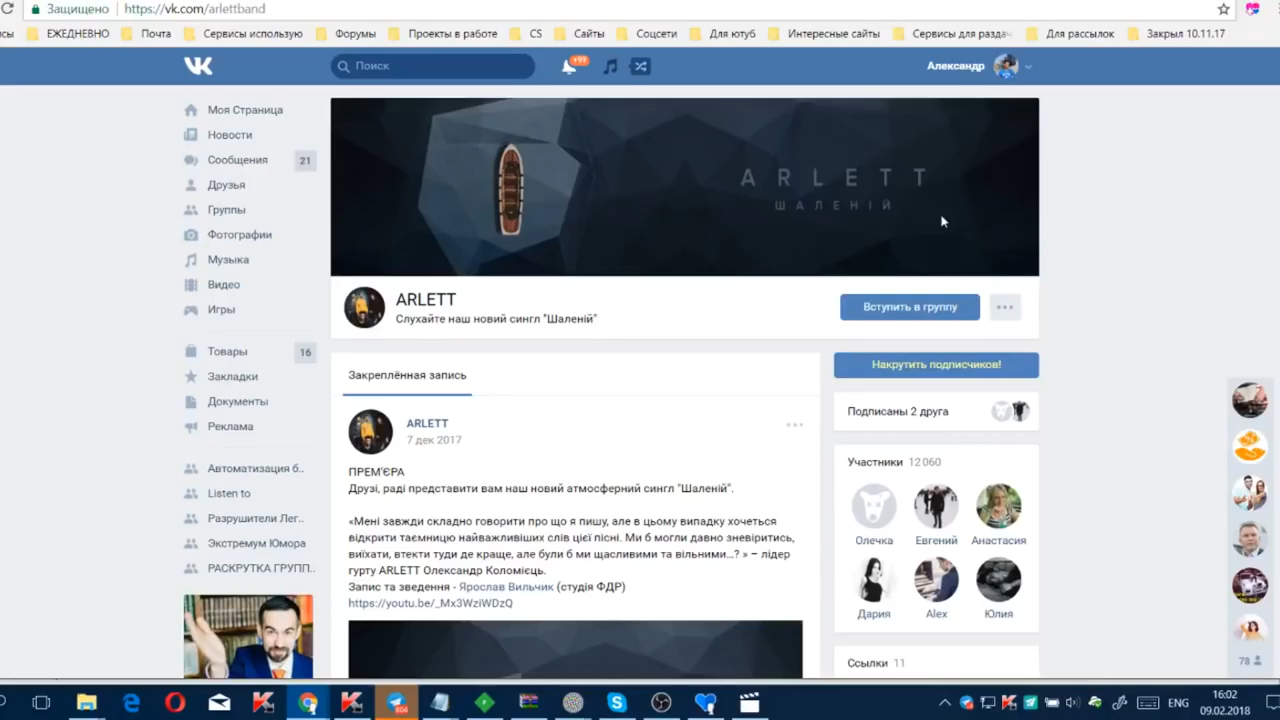 Защищено https://vk.com/arlettband
ЕЖЕДНЕВНО Почта Сервисы использую Форумы Проекты в работе CS Сайты Соцсети Для ютуб Интересные сайты Сервисы для раздач Для рассылок Закрыл 10.11.17
Поиск
+99
Александр
Моя Страница
Новости
Сообщения 21
Друзья
Группы
Фотографии
Музыка
Видео
Игры
Товары 16
Закладки
Документы
Реклама
Автоматизация б..
Listen to
Разрушители Лег..
Экстремум Юмора
РАСКРУТКА ГРУПП..
ARLETT
ШАЛЕНІЙ
ARLETT
Слухайте наш новий сингл "Шаленій"
Вступить в группу
Закреплённая запись
ARLETT
7 дек 2017
ПРЕМ'ЄРА
Друзі, раді представити вам наш новий атмосферний сингл "Шаленій".
«Мені завжди складно говорити про що я пишу, але в цьому випадку хочеться
відкрити таємницю найважливіших слів цієї пісні. Ми б могли давно зневіритись,
виїхати, втекти туди де краще, але були б ми щасливими та вільними...? » – лідер
гурту ARLETT Олександр Коломієць.
Запис та зведення - Ярослав Вильчик (студія ФДР)
https://youtu.be/_Mx3WziWDzQ
Накрутить подписчиков!
Подписаны 2 друга
Участники 12 060
Олечка Евгений Анастасия
Дария Alex Юлия
Ссылки 11
78
ENG
16:02
09.02.2018